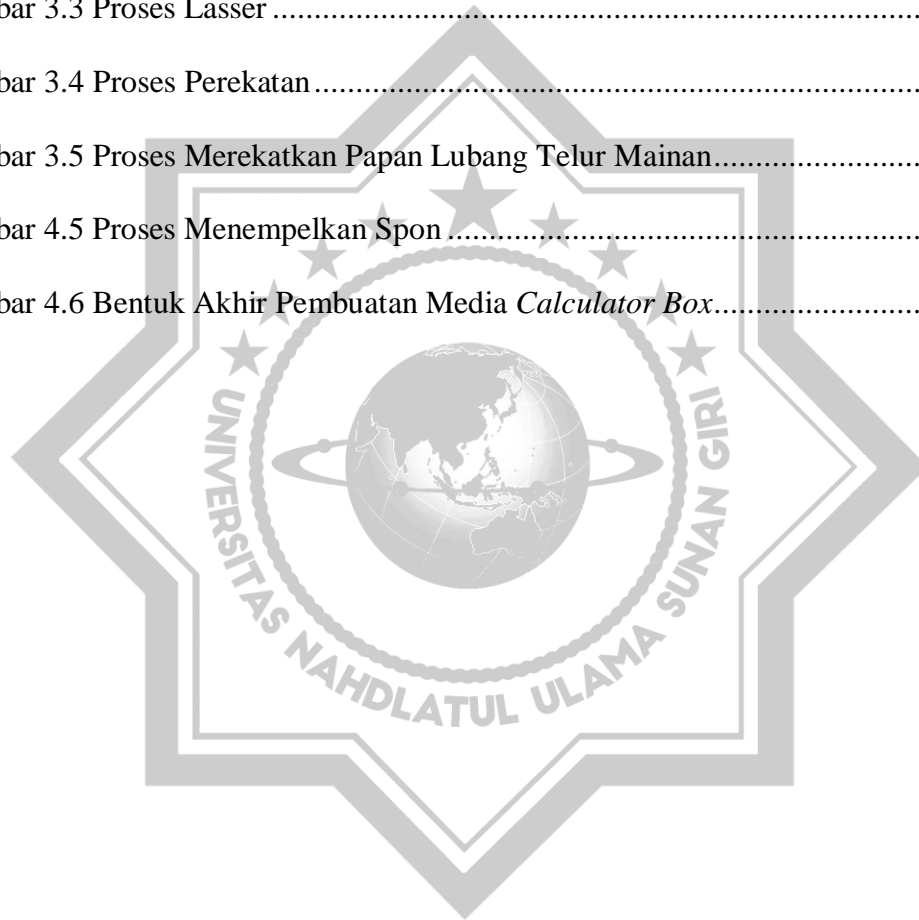 bar 3.3 Proses Lasser ................................................................................
bar 3.4 Proses Perekatan ................................................................................
bar 3.5 Proses Merekatkan Papan Lubang Telur Mainan ..........................
bar 4.5 Proses Menempelkan Spon ............................................................
bar 4.6 Bentuk Akhir Pembuatan Media Calculator Box ..........................
UNIVERSITAS NAHDLATUL ULAMA SUNAN GIRI